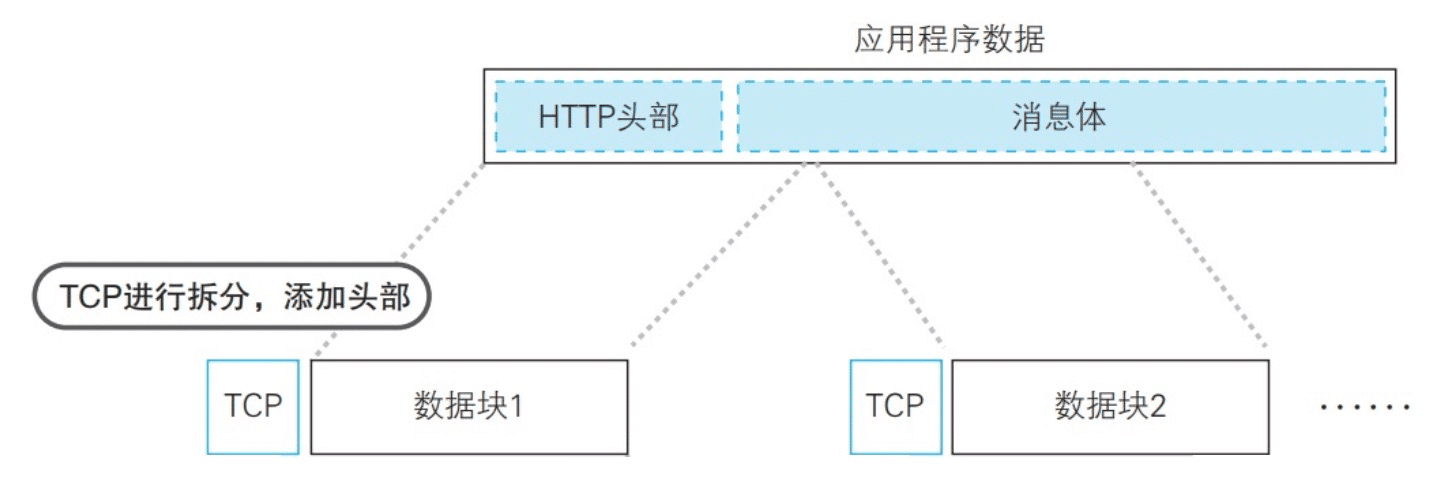 应用程序数据
HTTP头部
消息体
TCP进行拆分，添加头部
TCP
数据块1
TCP
数据块2
······